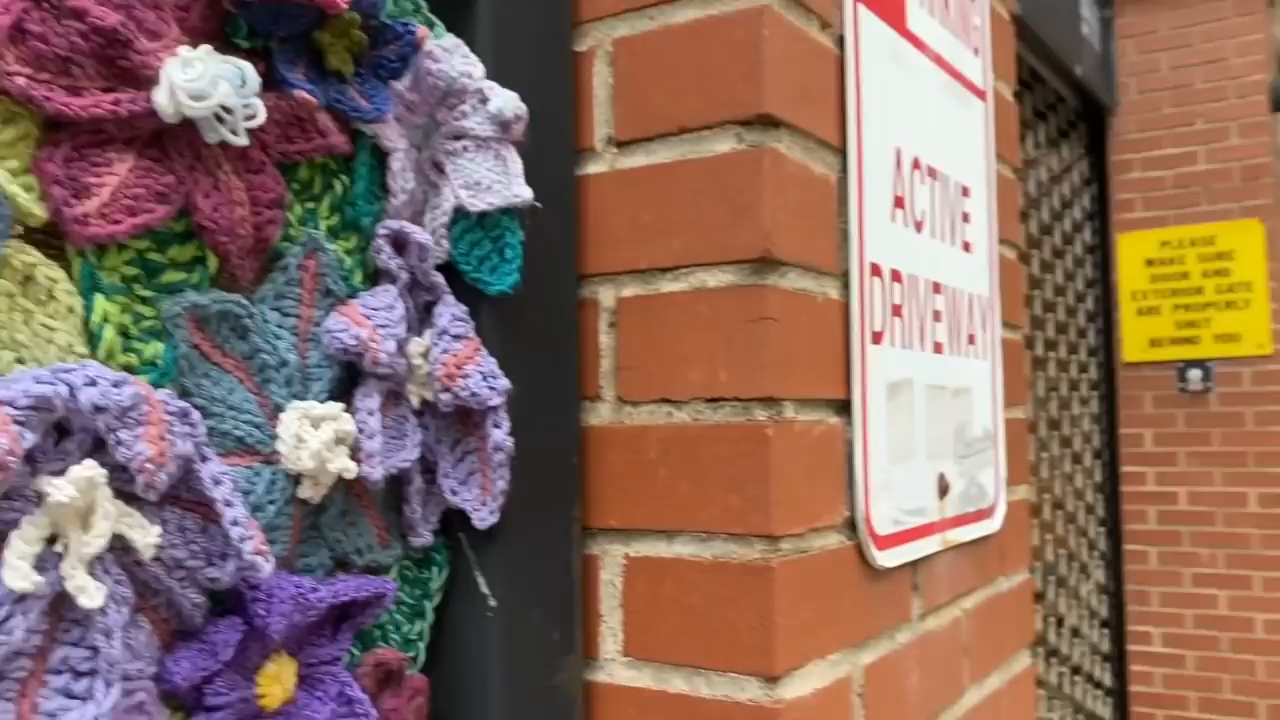 ACTIVE
DRIVEWAY
PLEASE
MAKE SURE
DOOR AND
EXTERIOR GATE
ARE PROPERLY
SHUT
BEHIND YOU